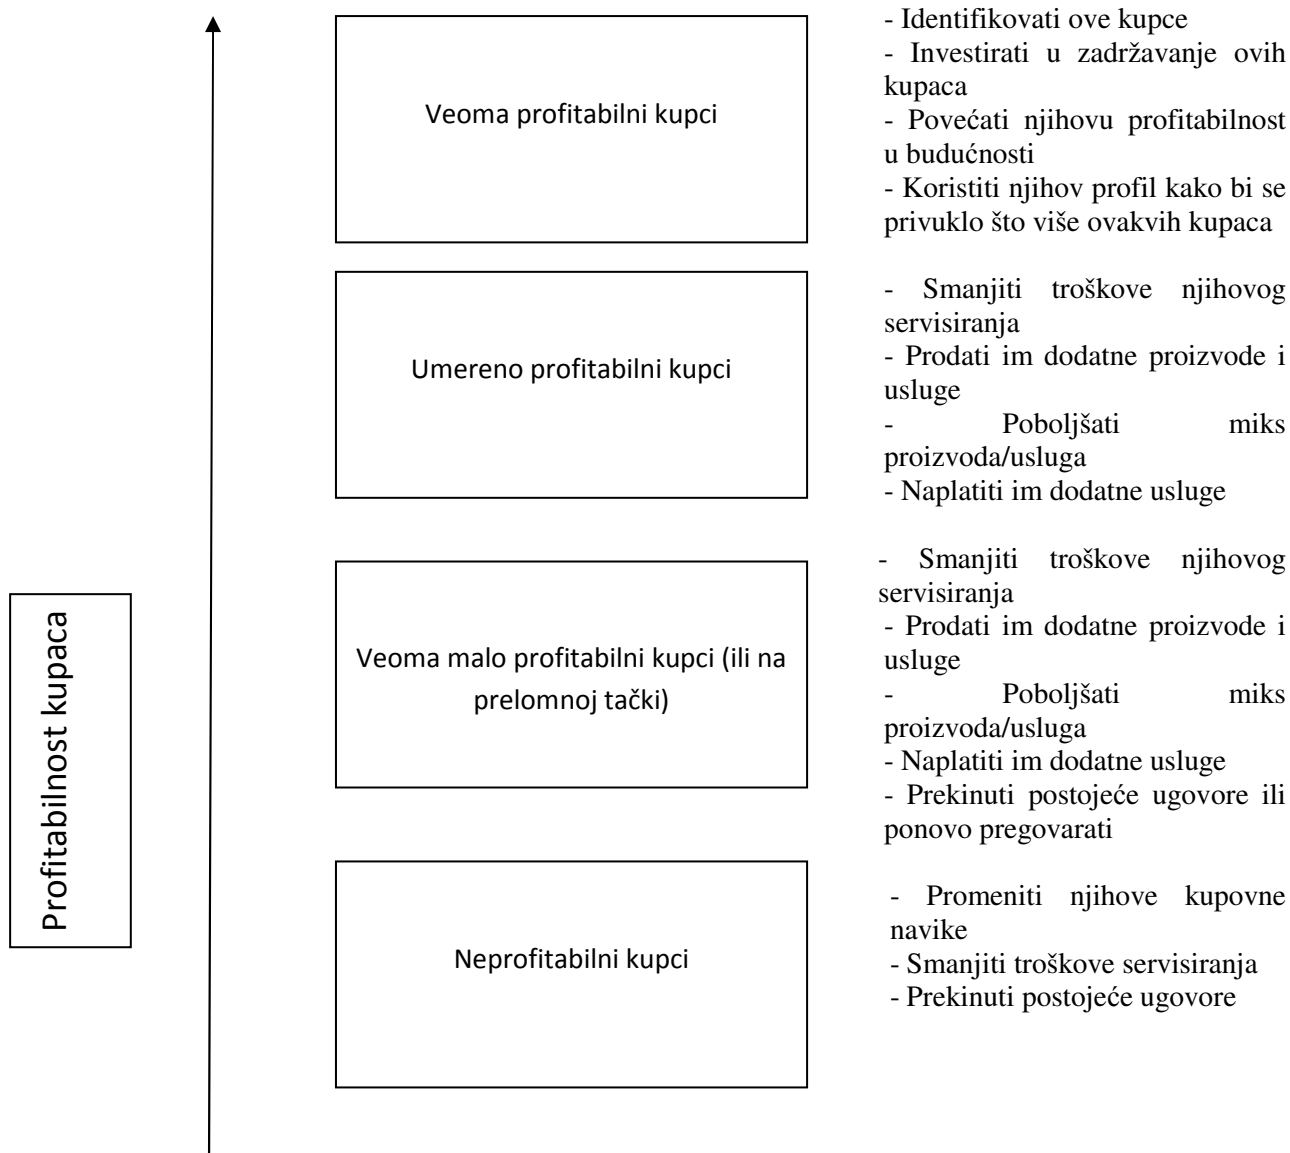 Profitabilnost kupaca
Veoma profitabilni kupci
- Identifikovati ove kupce
- Investirati u zadržavanje ovih
kupaca
- Povećati njihovu profitabilnost
u budućnosti
- Koristiti njihov profil kako bi se
privuklo što više ovakvih kupaca
Umereno profitabilni kupci
- Smanjiti troškove njihovog
servisiranja
- Prodati im dodatne proizvode i
usluge
- Poboljšati miks
proizvoda/usluga
- Naplatiti im dodatne usluge
Veoma malo profitabilni kupci (ili na
prelomnoj tački)
- Smanjiti troškove njihovog
servisiranja
- Prodati im dodatne proizvode i
usluge
- Poboljšati miks
proizvoda/usluga
- Naplatiti im dodatne usluge
- Prekinuti postojeće ugovore ili
ponovo pregovarati
Neprofitabilni kupci
- Promeniti njihove kupovne
navike
- Smanjiti troškove servisiranja
- Prekinuti postojeće ugovore